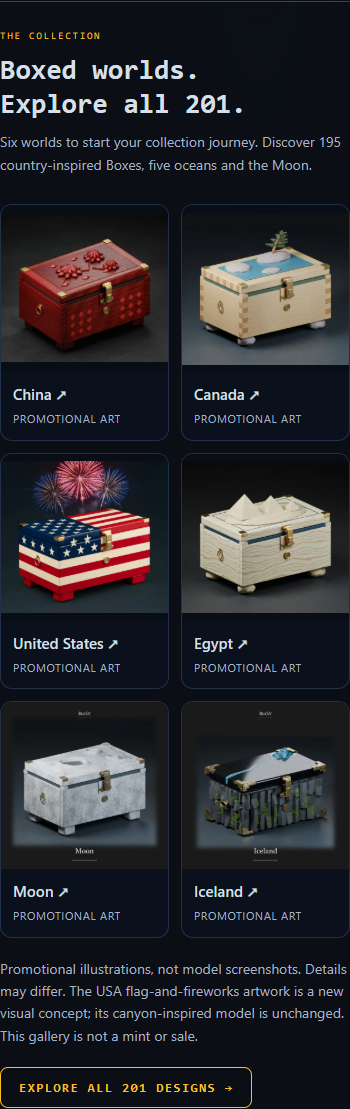 THE COLLECTION
Boxed worlds.
Explore all 201.
Six worlds to start your collection journey. Discover 195
country-inspired Boxes, five oceans and the Moon.
China ↗
PROMOTIONAL ART
Canada ↗
PROMOTIONAL ART
United States ↗
PROMOTIONAL ART
Egypt ↗
PROMOTIONAL ART
Moon
Moon ↗
PROMOTIONAL ART
Iceland
Iceland ↗
PROMOTIONAL ART
Promotional illustrations, not model screenshots. Details
may differ. The USA flag-and-fireworks artwork is a new
visual concept; its canyon-inspired model is unchanged.
This gallery is not a mint or sale.
EXPLORE ALL 201 DESIGNS →